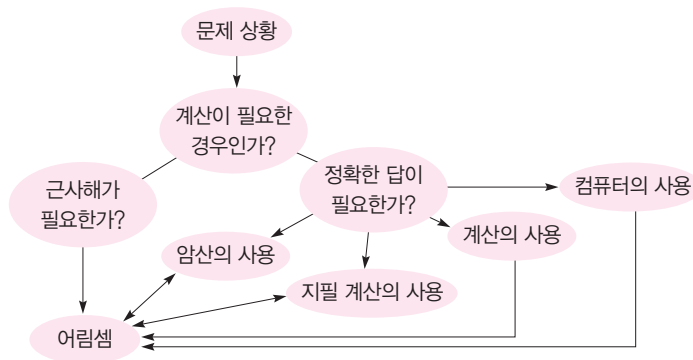 문제 상황
계산이 필요한
경우인가?
근사해가
필요한가?
정확한 답이
필요한가?
컴퓨터의 사용
암산의 사용
계산의 사용
지필 계산의 사용
어림셈